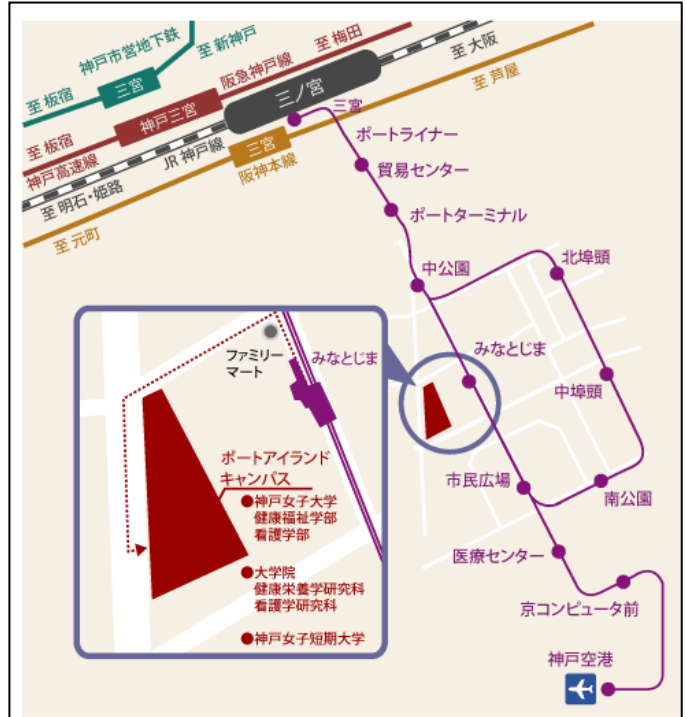 神戸市営地下鉄
至 新神戸
至 板宿
三宮
阪急神戸線
至 梅田
至 板宿
神戸三宮
神戸高速線
三ノ宮
至 大阪
JR 神戸線
至 明石・姫路
三宮
阪神本線
至 芦屋
至 元町
三宮
ポートライナー
貿易センター
ポートターミナル
中公園
北埠頭
みなとじま
中埠頭
市民広場
南公園
医療センター
京コンピュータ前
神戸空港
ファミリー
マート
みなとじま
ポートアイランド
キャンパス
●神戸女子大学
健康福祉学部
看護学部
●大学院
健康栄養学研究科
看護学研究科
●神戸女子短期大学